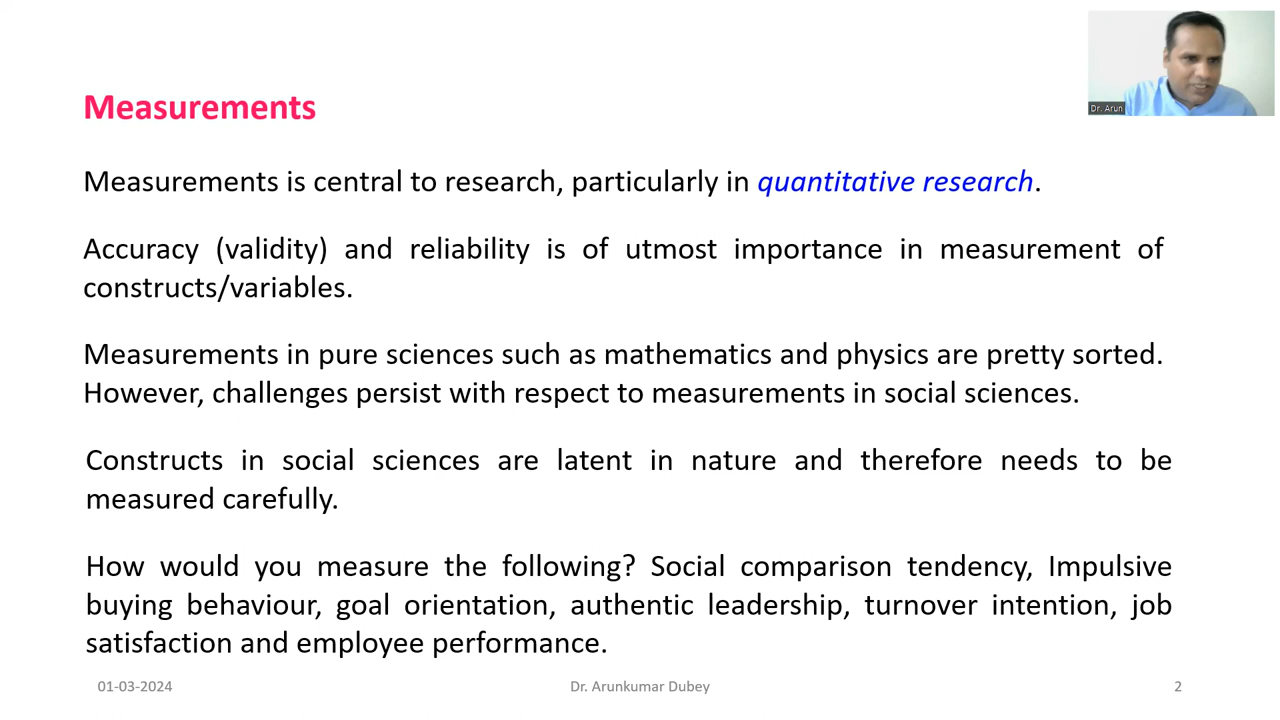 Dr. Arun
Measurements
Measurements is central to research, particularly in quantitative research.
Accuracy (validity) and reliability is of utmost importance in measurement of
constructs/variables.
Measurements in pure sciences such as mathematics and physics are pretty sorted.
However, challenges persist with respect to measurements in social sciences.
Constructs in social sciences are latent in nature and therefore needs to be
measured carefully.
How would you measure the following? Social comparison tendency, Impulsive
buying behaviour, goal orientation, authentic leadership, turnover intention, job
satisfaction and employee performance.
01-03-2024
Dr. Arunkumar Dubey
2